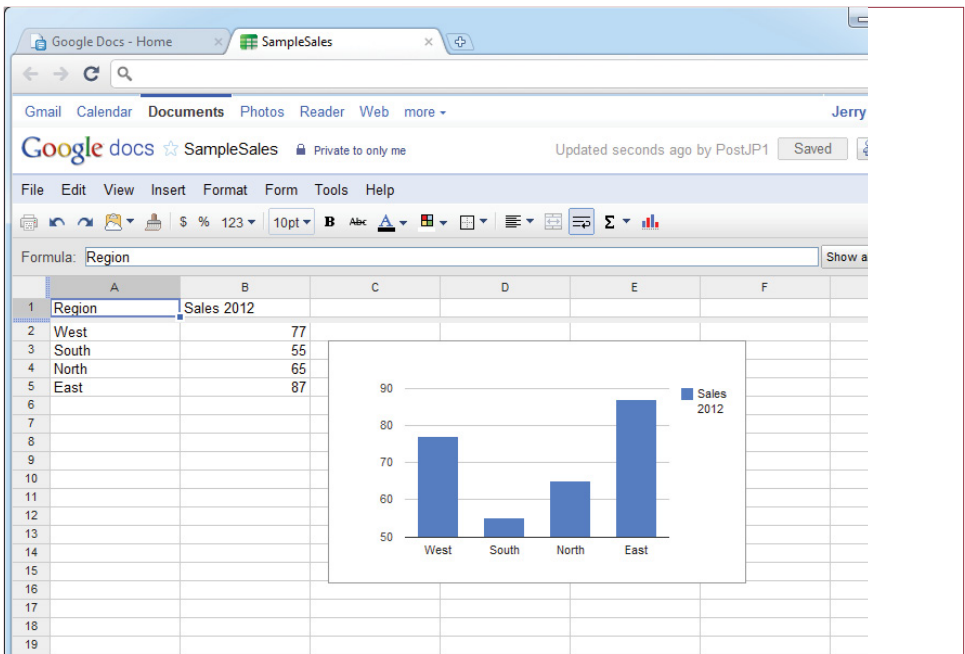 Google Docs - Home × SampleSales ×
Gmail Calendar Documents Photos Reader Web more Jerry
Google docs SampleSales Private to only me Updated seconds ago by PostJP1 Saved
File Edit View Insert Format Form Tools Help
$ % 123 10pt B Abc A Σ
Formula: Region Show a
A B C D E F
1 Region Sales 2012
2 West 77
3 South 55
4 North 65
5 East 87
6
7
8
9
10
11
12
13
14
15
16
17
18
19
90
80
70
60
50
West South North East
Sales
2012